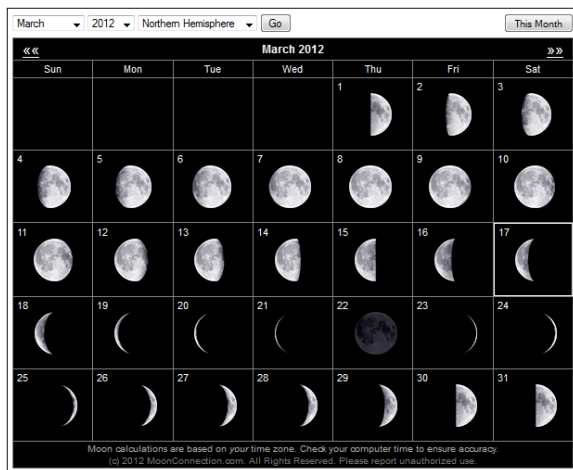 March 2012 Northern Hemisphere Go This Month
«« March 2012 »»
Sun Mon Tue Wed Thu Fri Sat
1 2 3
4 5 6 7 8 9 10
11 12 13 14 15 16 17
18 19 20 21 22 23 24
25 26 27 28 29 30 31
Moon calculations are based on your time zone. Check your computer time to ensure accuracy.
(c) 2012 MoonConnection.com. All Rights Reserved. Please report unauthorized use.